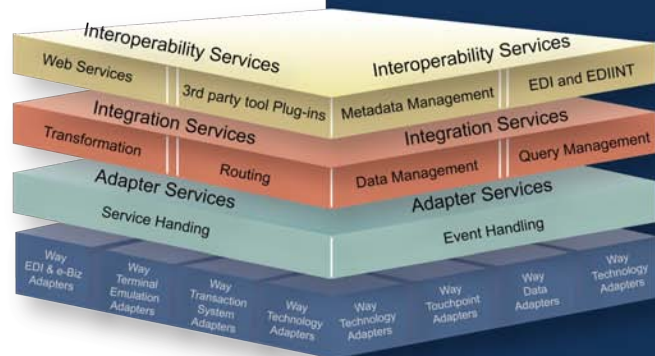 Interoperability Services
Interoperability Services
Web Services
3rd party tool Plug-ins
Metadata Management
EDI and EDIINT
Integration Services
Integration Services
Transformation
Routing
Data Management
Query Management
Adapter Services
Adapter Services
Service Handing
Event Handling
Way
EDI & e-Biz
Adapters
Way
Terminal
Emulation
Adapters
Way
Transaction
System
Adapters
Way
Technology
Adapters
Way
Technology
Adapters
Way
Touchpoint
Adapters
Way
Data
Adapters
Way
Technology
Adapters